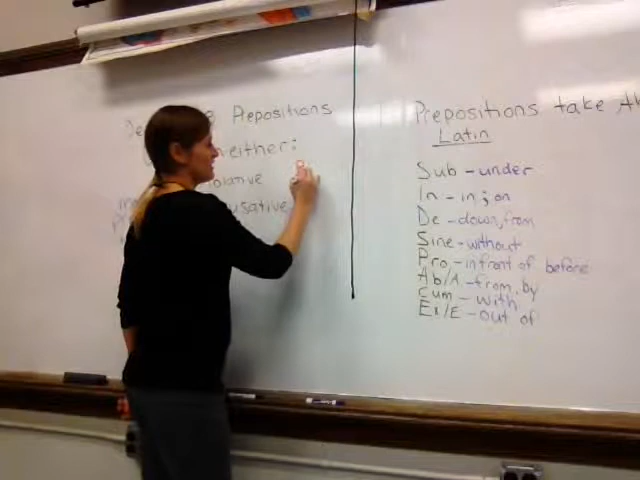 Prepositions
either:
ablative
Prepositions take Ab
Latin
Sub - under
In - in; on
De - down, from
Sine - without
Pro - in front of before
Ab/A - from, by
Cum - with
Ex/E - out of